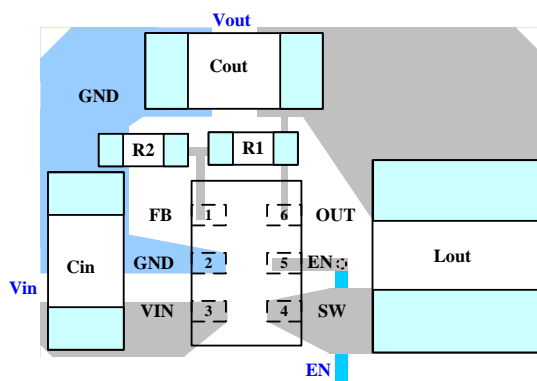 Vout
Cout
GND
R2
R1
FB
1
6
OUT
Cin
GND
2
5
EN
Lout
Vin
VIN
3
4
SW
EN